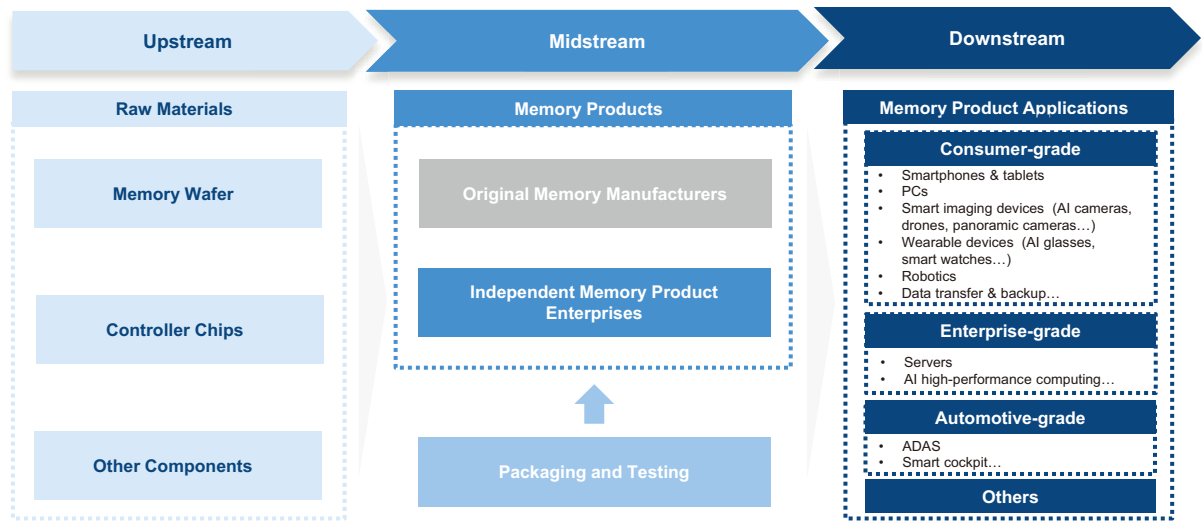 Upstream
Midstream
Downstream
Raw Materials
Memory Wafer
Controller Chips
Other Components
Memory Products
Original Memory Manufacturers
Independent Memory Product
Enterprises
Packaging and Testing
Memory Product Applications
Consumer-grade
• Smartphones & tablets
• PCs
• Smart imaging devices (AI cameras,
drones, panoramic cameras…)
• Wearable devices (AI glasses,
smart watches…)
• Robotics
• Data transfer & backup…
Enterprise-grade
• Servers
• AI high-performance computing…
Automotive-grade
• ADAS
• Smart cockpit…
Others